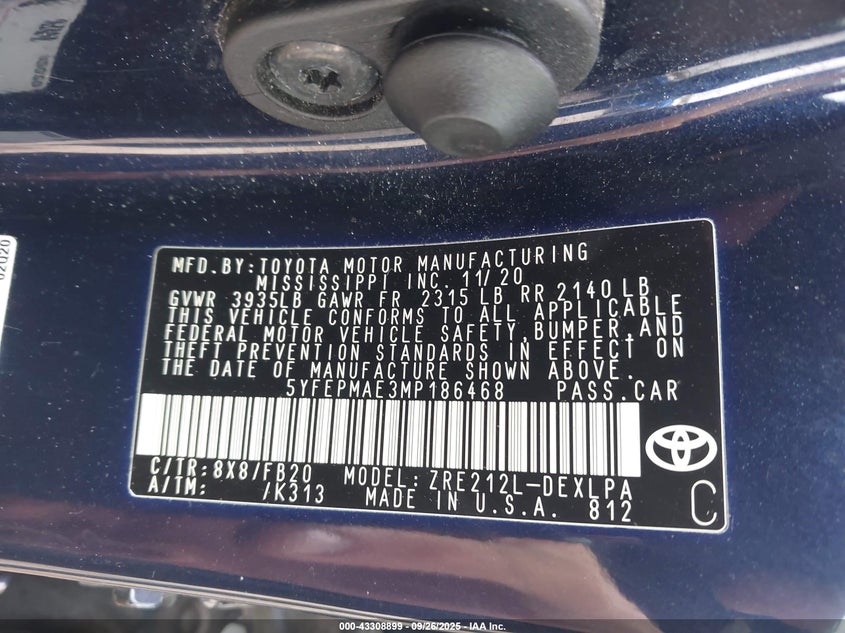 MFD.BY:TOYOTA MOTOR MANUFACTURING
MISSISSIPPI INC. 11/20
GVWR 3935LB GAWR FR 2315 LB RR 2140 LB
THIS VEHICLE CONFORMS TO ALL APPLICABLE
FEDERAL MOTOR VEHICLE SAFETY,BUMPER,AND
THEFT PREVENTION STANDARDS IN EFFECT ON
THE DATE OF MANUFACTURE SHOWN ABOVE.
5YFEPMAE3MP186468 PASS.CAR
C/TR:8X8/FB20 MODEL: ZRE212L-DEXLPA
A/TM: /K313 MADE IN U.S.A. 812
C
02020
000-43308899 - 09/26/2025 - IAA Inc.